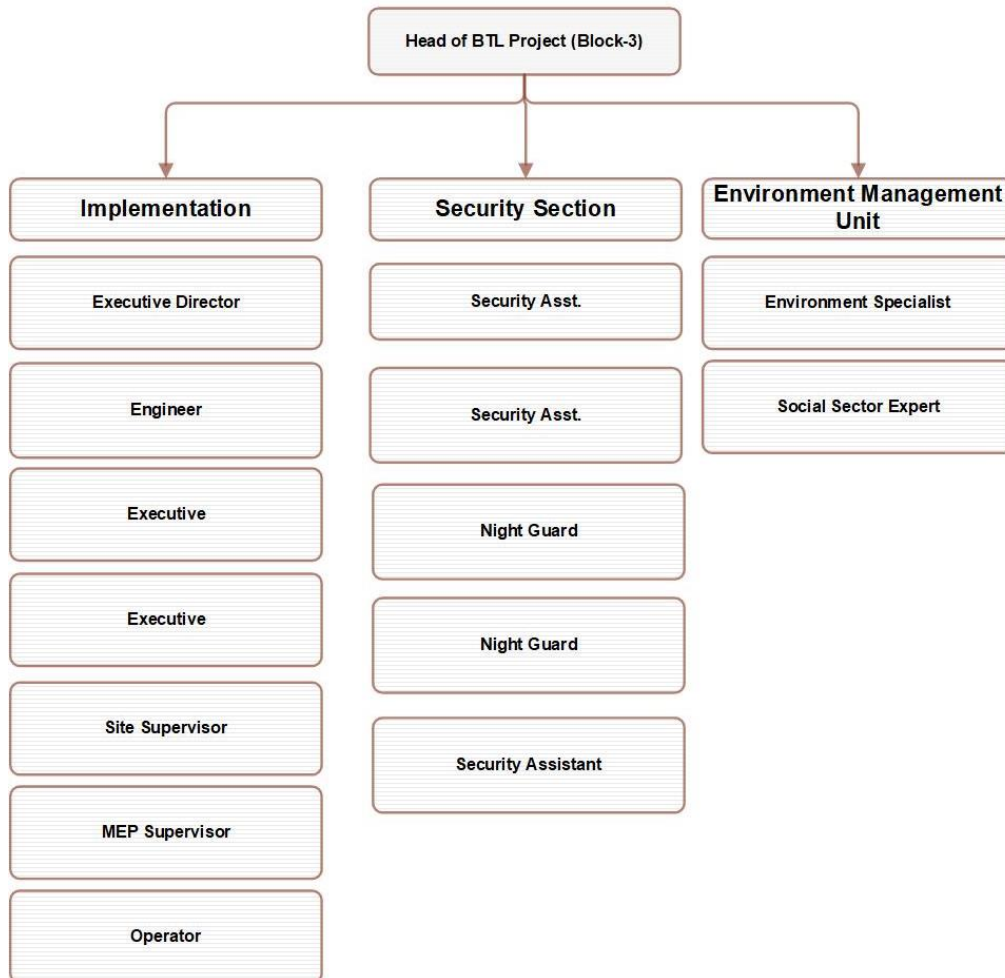 Head of BTL Project (Block-3)
Implementation
Executive Director
Engineer
Executive
Executive
Site Supervisor
MEP Supervisor
Operator
Security Section
Security Asst.
Security Asst.
Night Guard
Night Guard
Security Assistant
Environment Management
Unit
Environment Specialist
Social Sector Expert